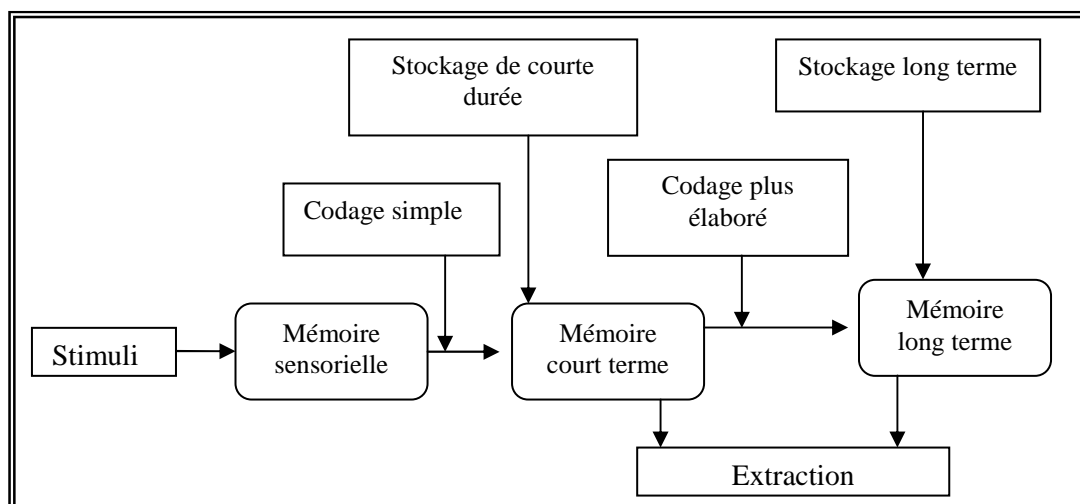 Stockage de courte
durée
Stockage long terme
Codage simple
Codage plus
élaboré
Stimuli
Mémoire
sensorielle
Mémoire
court terme
Mémoire
long terme
Extraction